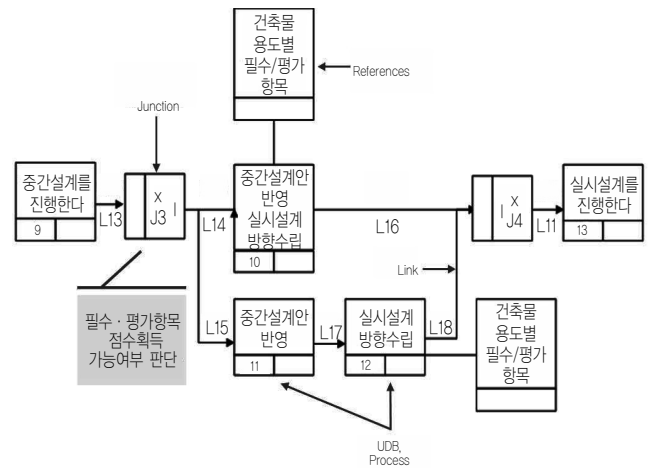 건축물
용도별
필수/평가
항목
References
Junction
중간설계를
진행한다
9
L13
x
J3
I
L14
중간설계안
반영
실시설계
방향수립
10
L16
x
I
J4
L11
실시설계를
진행한다
13
Link
필수 · 평가항목
점수획득
가능여부 판단
L15
중간설계안
반영
11
L17
실시설계
방향수립
12
L18
건축물
용도별
필수/평가
항목
UDB,
Process